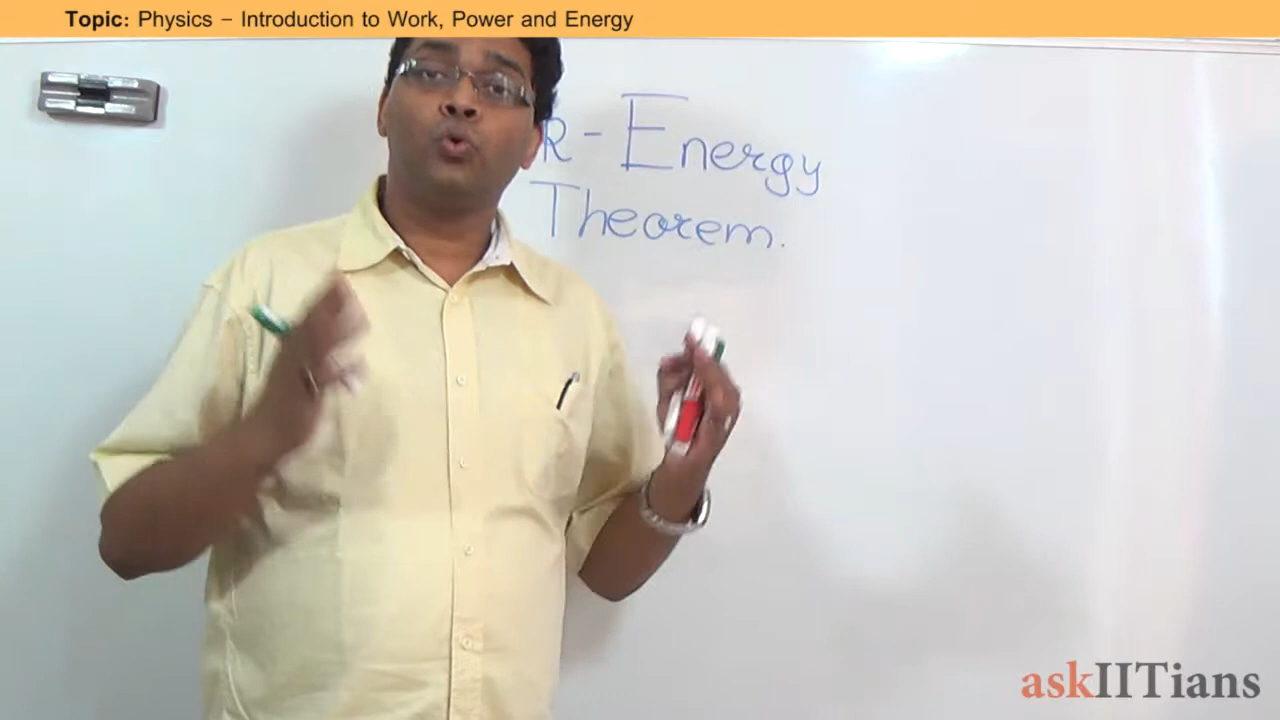 Topic: Physics – Introduction to Work, Power and Energy
R - Energy
Theorem.
askIITians